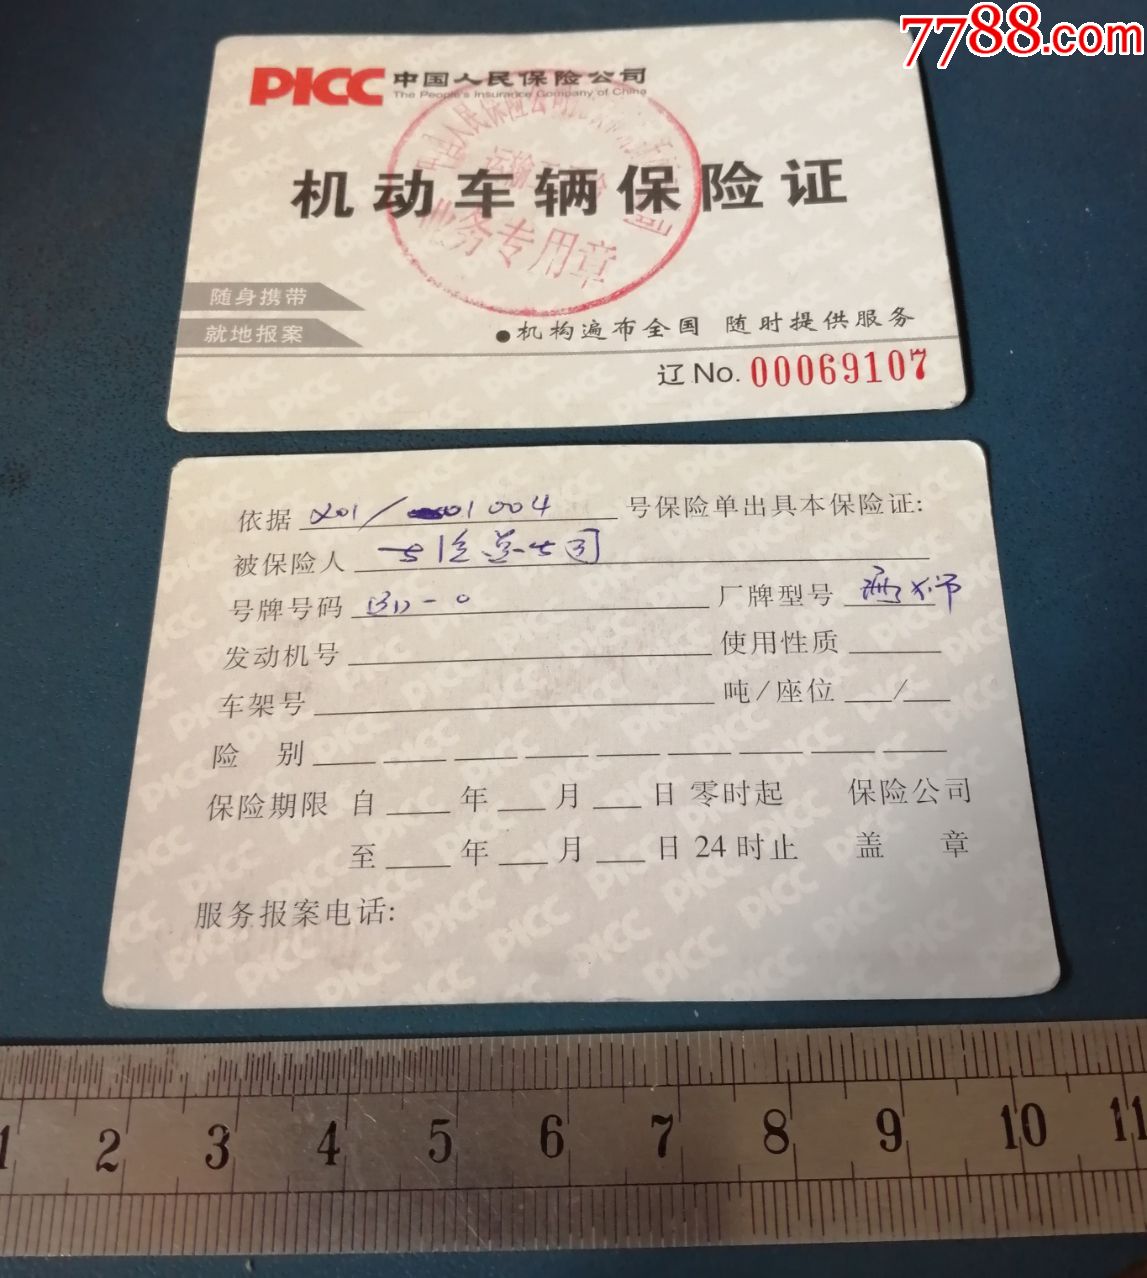 7788.com
PICC 中国人民保险公司
The People's Insurance Company of China
机动车辆保险证
业务专用章
随身携带
就地报案
●机构遍布全国 随时提供服务
辽No. 00069107
依据 201/ 01004 号保险单出具本保险证:
被保险人
号牌号码 厂牌型号
发动机号 使用性质
车架号 吨/座位 /
险 别
保险期限 自 年 月 日零时起 保险公司
至 年 月 日24时止 盖 章
服务报案电话:
1 2 3 4 5 6 7 8 9 10 11